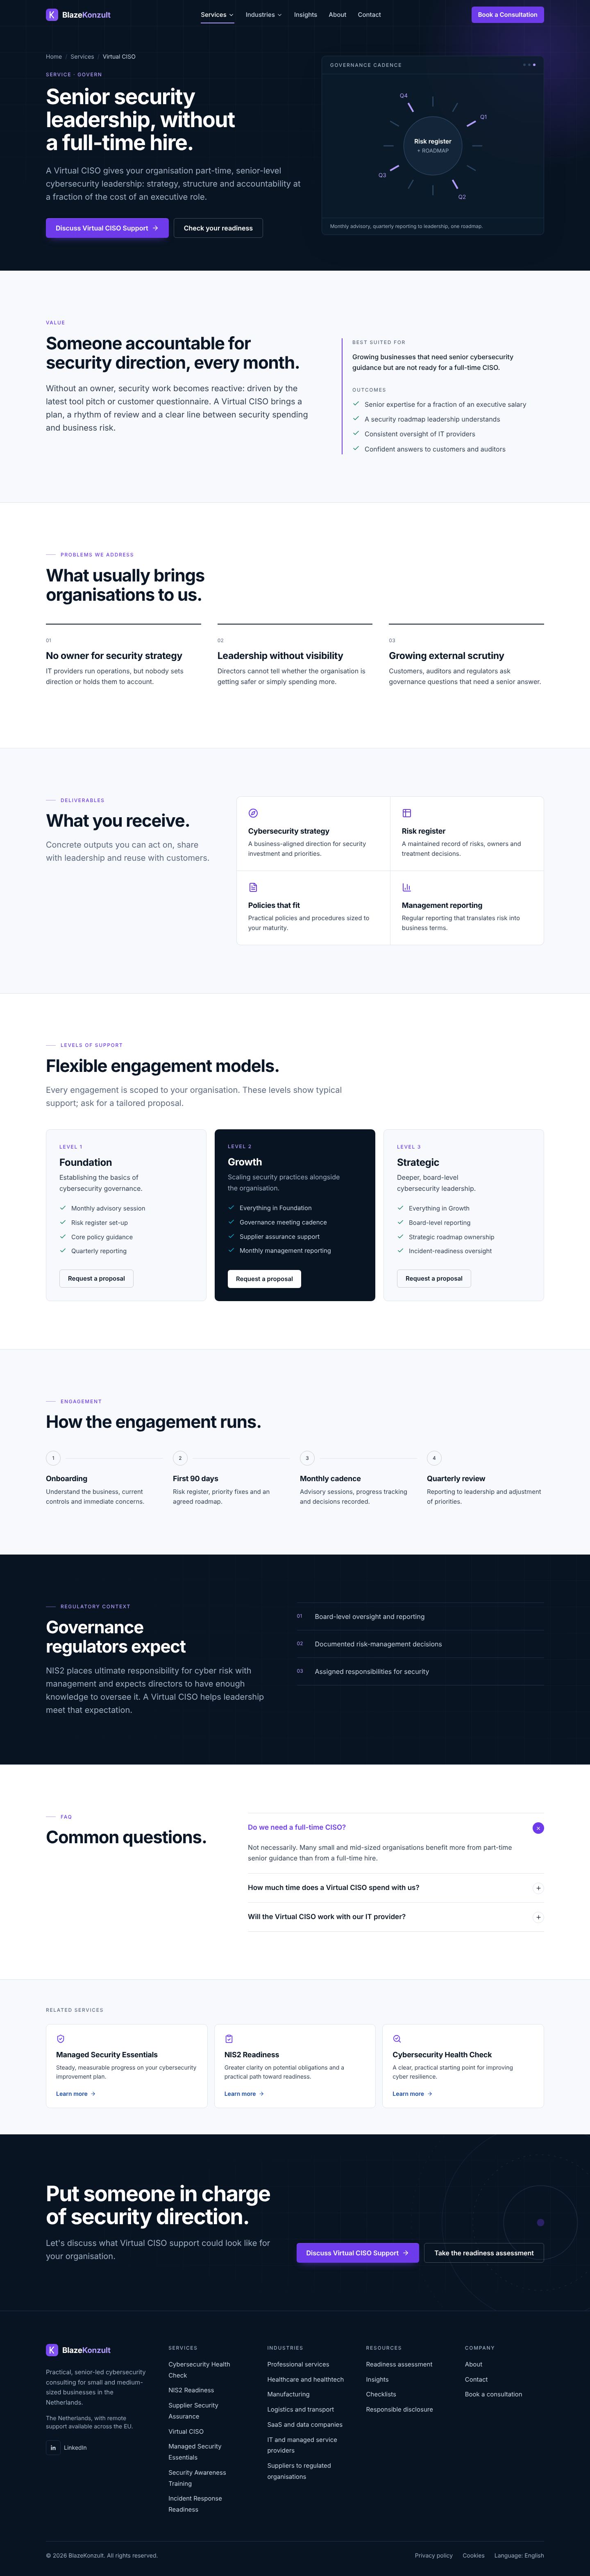 BlazeKonzult
Services
Industries
Insights
About
Contact
Book a Consultation
Home / Services / Virtual CISO
SERVICE · GOVERN
Senior security
leadership, without
a full-time hire.
A Virtual CISO gives your organisation part-time, senior-level
cybersecurity leadership: strategy, structure and accountability at
a fraction of the cost of an executive role.
Discuss Virtual CISO Support
Check your readiness
GOVERNANCE CADENCE
Q4
Q1
Risk register
+ ROADMAP
Q3
Q2
Monthly advisory, quarterly reporting to leadership, one roadmap.
VALUE
Someone accountable for
security direction, every month.
Without an owner, security work becomes reactive: driven by the
latest tool pitch or customer questionnaire. A Virtual CISO brings a
plan, a rhythm of review and a clear line between security spending
and business risk.
BEST SUITED FOR
Growing businesses that need senior cybersecurity
guidance but are not ready for a full-time CISO.
OUTCOMES
Senior expertise for a fraction of an executive salary
A security roadmap leadership understands
Consistent oversight of IT providers
Confident answers to customers and auditors
PROBLEMS WE ADDRESS
What usually brings
organisations to us.
01
No owner for security strategy
IT providers run operations, but nobody sets
direction or holds them to account.
02
Leadership without visibility
Directors cannot tell whether the organisation is
getting safer or simply spending more.
03
Growing external scrutiny
Customers, auditors and regulators ask
governance questions that need a senior answer.
DELIVERABLES
What you receive.
Concrete outputs you can act on, share
with leadership and reuse with customers.
Cybersecurity strategy
A business-aligned direction for security
investment and priorities.
Risk register
A maintained record of risks, owners and
treatment decisions.
Policies that fit
Practical policies and procedures sized to
your maturity.
Management reporting
Regular reporting that translates risk into
business terms.
LEVELS OF SUPPORT
Flexible engagement models.
Every engagement is scoped to your organisation. These levels show typical
support; ask for a tailored proposal.
LEVEL 1
Foundation
Establishing the basics of
cybersecurity governance.
Monthly advisory session
Risk register set-up
Core policy guidance
Quarterly reporting
Request a proposal
LEVEL 2
Growth
Scaling security practices alongside
the organisation.
Everything in Foundation
Governance meeting cadence
Supplier assurance support
Monthly management reporting
Request a proposal
LEVEL 3
Strategic
Deeper, board-level
cybersecurity leadership.
Everything in Growth
Board-level reporting
Strategic roadmap ownership
Incident-readiness oversight
Request a proposal
ENGAGEMENT
How the engagement runs.
1
Onboarding
Understand the business, current
controls and immediate concerns.
2
First 90 days
Risk register, priority fixes and an
agreed roadmap.
3
Monthly cadence
Advisory sessions, progress tracking
and decisions recorded.
4
Quarterly review
Reporting to leadership and adjustment
of priorities.
REGULATORY CONTEXT
Governance
regulators expect
NIS2 places ultimate responsibility for cyber risk with
management and expects directors to have enough
knowledge to oversee it. A Virtual CISO helps leadership
meet that expectation.
01 Board-level oversight and reporting
02 Documented risk-management decisions
03 Assigned responsibilities for security
FAQ
Common questions.
Do we need a full-time CISO?
Not necessarily. Many small and mid-sized organisations benefit more from part-time
senior guidance than from a full-time hire.
How much time does a Virtual CISO spend with us?
Will the Virtual CISO work with our IT provider?
RELATED SERVICES
Managed Security Essentials
Steady, measurable progress on your cybersecurity
improvement plan.
Learn more
NIS2 Readiness
Greater clarity on potential obligations and a
practical path toward readiness.
Learn more
Cybersecurity Health Check
A clear, practical starting point for improving
cyber resilience.
Learn more
Put someone in charge
of security direction.
Let's discuss what Virtual CISO support could look like for
your organisation.
Discuss Virtual CISO Support
Take the readiness assessment
BlazeKonzult
Practical, senior-led cybersecurity
consulting for small and medium-
sized businesses in the
Netherlands.
The Netherlands, with remote
support available across the EU.
in LinkedIn
SERVICES
Cybersecurity Health
Check
NIS2 Readiness
Supplier Security
Assurance
Virtual CISO
Managed Security
Essentials
Security Awareness
Training
Incident Response
Readiness
INDUSTRIES
Professional services
Healthcare and healthtech
Manufacturing
Logistics and transport
SaaS and data companies
IT and managed service
providers
Suppliers to regulated
organisations
RESOURCES
Readiness assessment
Insights
Checklists
Responsible disclosure
COMPANY
About
Contact
Book a consultation
© 2026 BlazeKonzult. All rights reserved.
Privacy policy
Cookies
Language: English